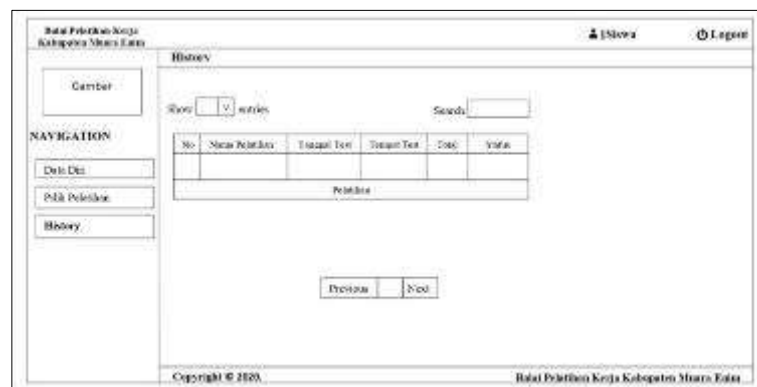 Balai Pelatihan Kerja
Kabupaten Muara Enim
Siswa
Logout
History
Gambar
Show V entries
Search
NAVIGATION
No Nama Pelatihan Tanggal Test Tempat Test Total Status
Data Diri
Pelatihan
Pilih Pelatihan
History
Previous Next
Copyright © 2020, Balai Pelatihan Kerja Kabupaten Muara Enim